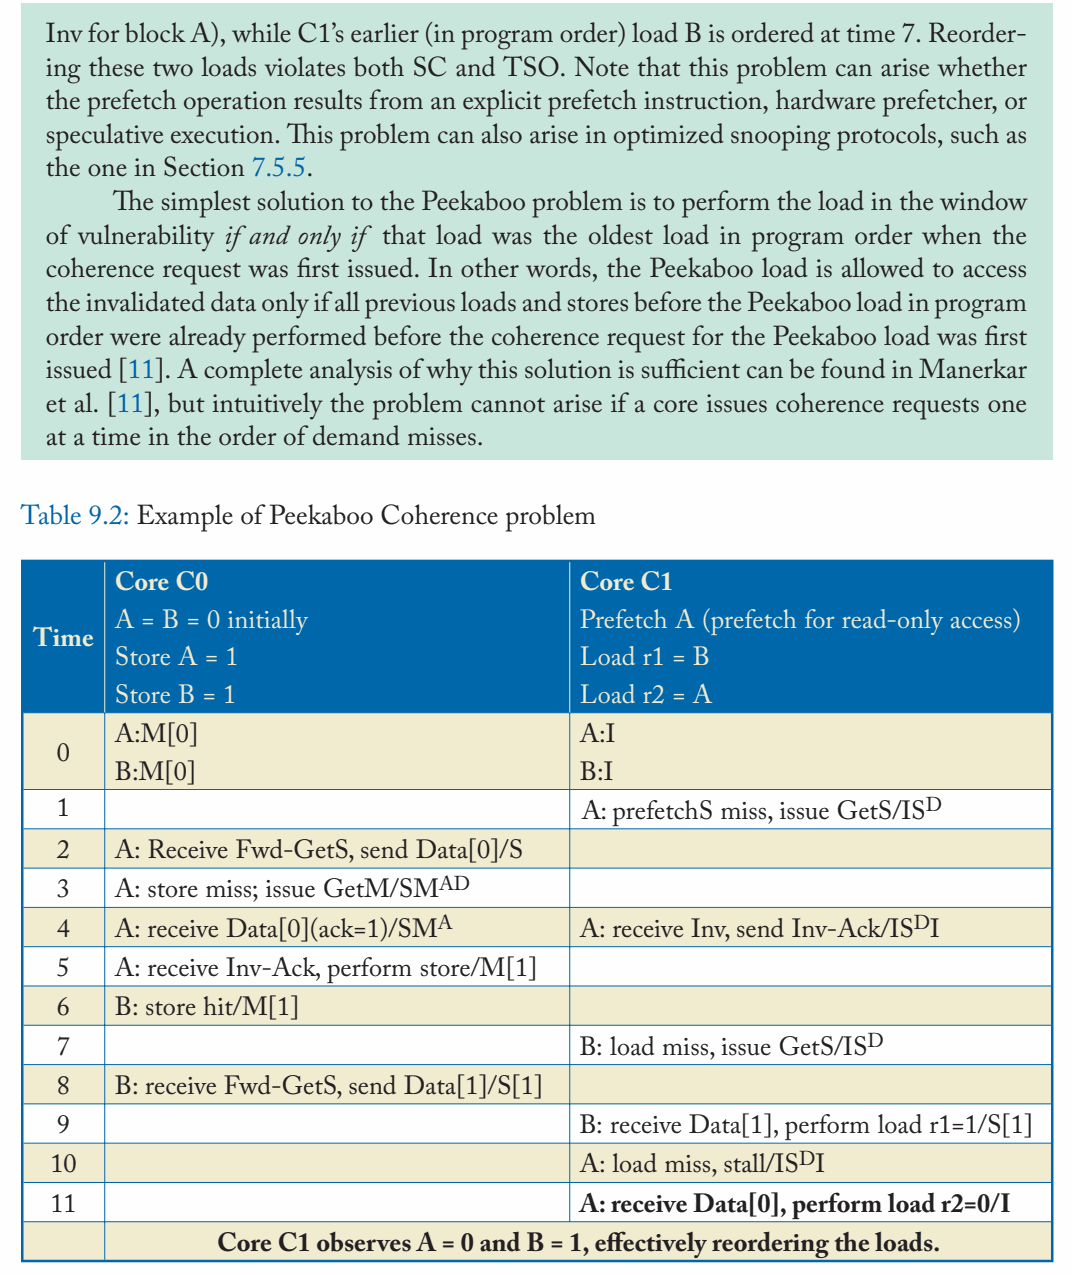 Inv for block A), while C1’s earlier (in program order) load B is ordered at time 7. Reorder-
ing these two loads violates both SC and TSO. Note that this problem can arise whether
the prefetch operation results from an explicit prefetch instruction, hardware prefetcher, or
speculative execution. This problem can also arise in optimized snooping protocols, such as
the one in Section 7.5.5.
The simplest solution to the Peekaboo problem is to perform the load in the window
of vulnerability if and only if that load was the oldest load in program order when the
coherence request was first issued. In other words, the Peekaboo load is allowed to access
the invalidated data only if all previous loads and stores before the Peekaboo load in program
order were already performed before the coherence request for the Peekaboo load was first
issued [11]. A complete analysis of why this solution is sufficient can be found in Manerkar
et al. [11], but intuitively the problem cannot arise if a core issues coherence requests one
at a time in the order of demand misses.
Table 9.2: Example of Peekaboo Coherence problem
Time
Core C0
A = B = 0 initially
Store A = 1
Store B = 1
Core C1
Prefetch A (prefetch for read-only access)
Load r1 = B
Load r2 = A
0
A:M[0]
B:M[0]
A:I
B:I
1
A: prefetchS miss, issue GetS/ISD
2
A: Receive Fwd-GetS, send Data[0]/S
3
A: store miss; issue GetM/SMAD
4
A: receive Data[0](ack=1)/SMA
A: receive Inv, send Inv-Ack/ISDI
5
A: receive Inv-Ack, perform store/M[1]
6
B: store hit/M[1]
7
B: load miss, issue GetS/ISD
8
B: receive Fwd-GetS, send Data[1]/S[1]
9
B: receive Data[1], perform load r1=1/S[1]
10
A: load miss, stall/ISDI
11
A: receive Data[0], perform load r2=0/I
Core C1 observes A = 0 and B = 1, effectively reordering the loads.